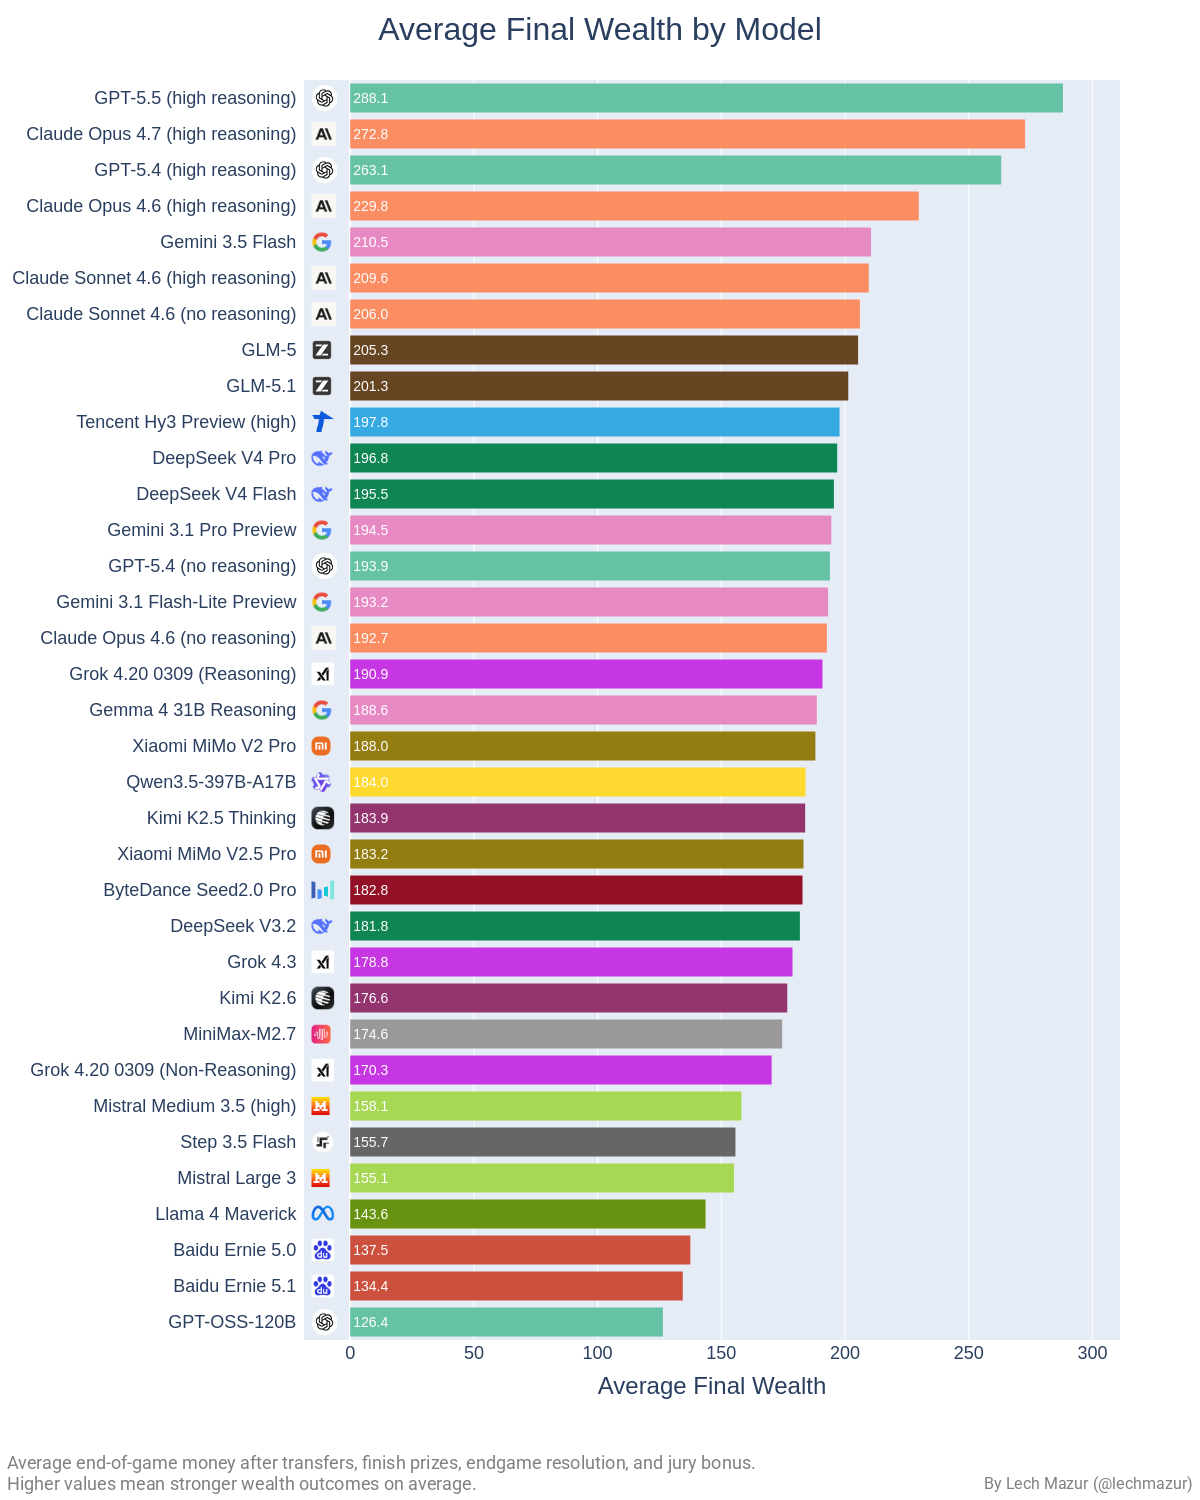 Average Final Wealth by Model
GPT-5.5 (high reasoning) 288.1
Claude Opus 4.7 (high reasoning) 272.8
GPT-5.4 (high reasoning) 263.1
Claude Opus 4.6 (high reasoning) 229.8
Gemini 3.5 Flash 210.5
Claude Sonnet 4.6 (high reasoning) 209.6
Claude Sonnet 4.6 (no reasoning) 206.0
GLM-5 205.3
GLM-5.1 201.3
Tencent Hy3 Preview (high) 197.8
DeepSeek V4 Pro 196.8
DeepSeek V4 Flash 195.5
Gemini 3.1 Pro Preview 194.5
GPT-5.4 (no reasoning) 193.9
Gemini 3.1 Flash-Lite Preview 193.2
Claude Opus 4.6 (no reasoning) 192.7
Grok 4.20 0309 (Reasoning) 190.9
Gemma 4 31B Reasoning 188.6
Xiaomi MiMo V2 Pro 188.0
Qwen3.5-397B-A17B 184.0
Kimi K2.5 Thinking 183.9
Xiaomi MiMo V2.5 Pro 183.2
ByteDance Seed2.0 Pro 182.8
DeepSeek V3.2 181.8
Grok 4.3 178.8
Kimi K2.6 176.6
MiniMax-M2.7 174.6
Grok 4.20 0309 (Non-Reasoning) 170.3
Mistral Medium 3.5 (high) 158.1
Step 3.5 Flash 155.7
Mistral Large 3 155.1
Llama 4 Maverick 143.6
Baidu Ernie 5.0 137.5
Baidu Ernie 5.1 134.4
GPT-OSS-120B 126.4
0 50 100 150 200 250 300
Average Final Wealth
Average end-of-game money after transfers, finish prizes, endgame resolution, and jury bonus.
Higher values mean stronger wealth outcomes on average.
By Lech Mazur (@lechmazur)